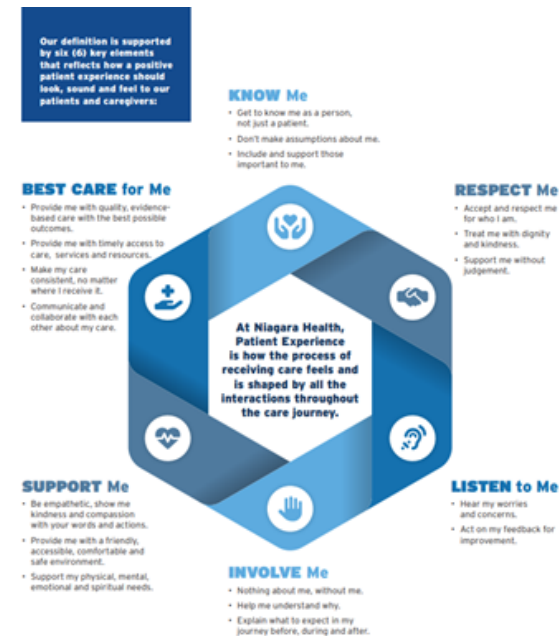 Our definition is supported
by six (6) key elements
that reflects how a positive
patient experience should
look, sound and feel to our
patients and caregivers:
KNOW Me
• Get to know me as a person,
not just a patient.
• Don't make assumptions about me.
• Include and support those
important to me.
BEST CARE for Me
• Provide me with quality, evidence-
based care with the best possible
outcomes.
• Provide me with timely access to
care, services and resources.
• Make my care
consistent, no matter
where I receive it.
• Communicate and
collaborate with each
other about my care.
RESPECT Me
• Accept and respect me
for who I am.
• Treat me with dignity
and kindness.
• Support me without
judgement.
At Niagara Health,
Patient Experience
is how the process of
receiving care feels and
is shaped by all the
interactions throughout
the care journey.
SUPPORT Me
• Be empathetic, show me
kindness and compassion
with your words and actions.
• Provide me with a friendly,
accessible, comfortable and
safe environment.
• Support my physical, mental,
emotional and spiritual needs.
LISTEN to Me
• Hear my worries
and concerns.
• Act on my feedback for
improvement.
INVOLVE Me
• Nothing about me, without me.
• Help me understand why.
• Explain what to expect in my
journey before, during and after.